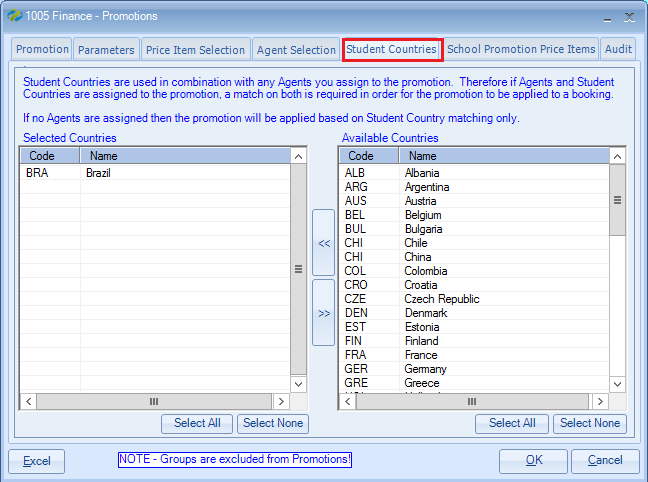 1005 Finance - Promotions
Promotion Parameters Price Item Selection Agent Selection Student Countries School Promotion Price Items Audit
Student Countries are used in combination with any Agents you assign to the promotion. Therefore if Agents and Student
Countries are assigned to the promotion, a match on both is required in order for the promotion to be applied to a booking.
If no Agents are assigned then the promotion will be applied based on Student Country matching only.
Selected Countries
Code Name
BRA Brazil
Select All Select None
<<
>>
Available Countries
Code Name
ALB Albania
ARG Argentina
AUS Austria
BEL Belgium
BUL Bulgaria
CHI Chile
CHI China
COL Colombia
CRO Croatia
CZE Czech Republic
DEN Denmark
EST Estonia
FIN Finland
FRA France
GER Germany
GRE Greece
Select All Select None
Excel NOTE - Groups are excluded from Promotions! OK Cancel